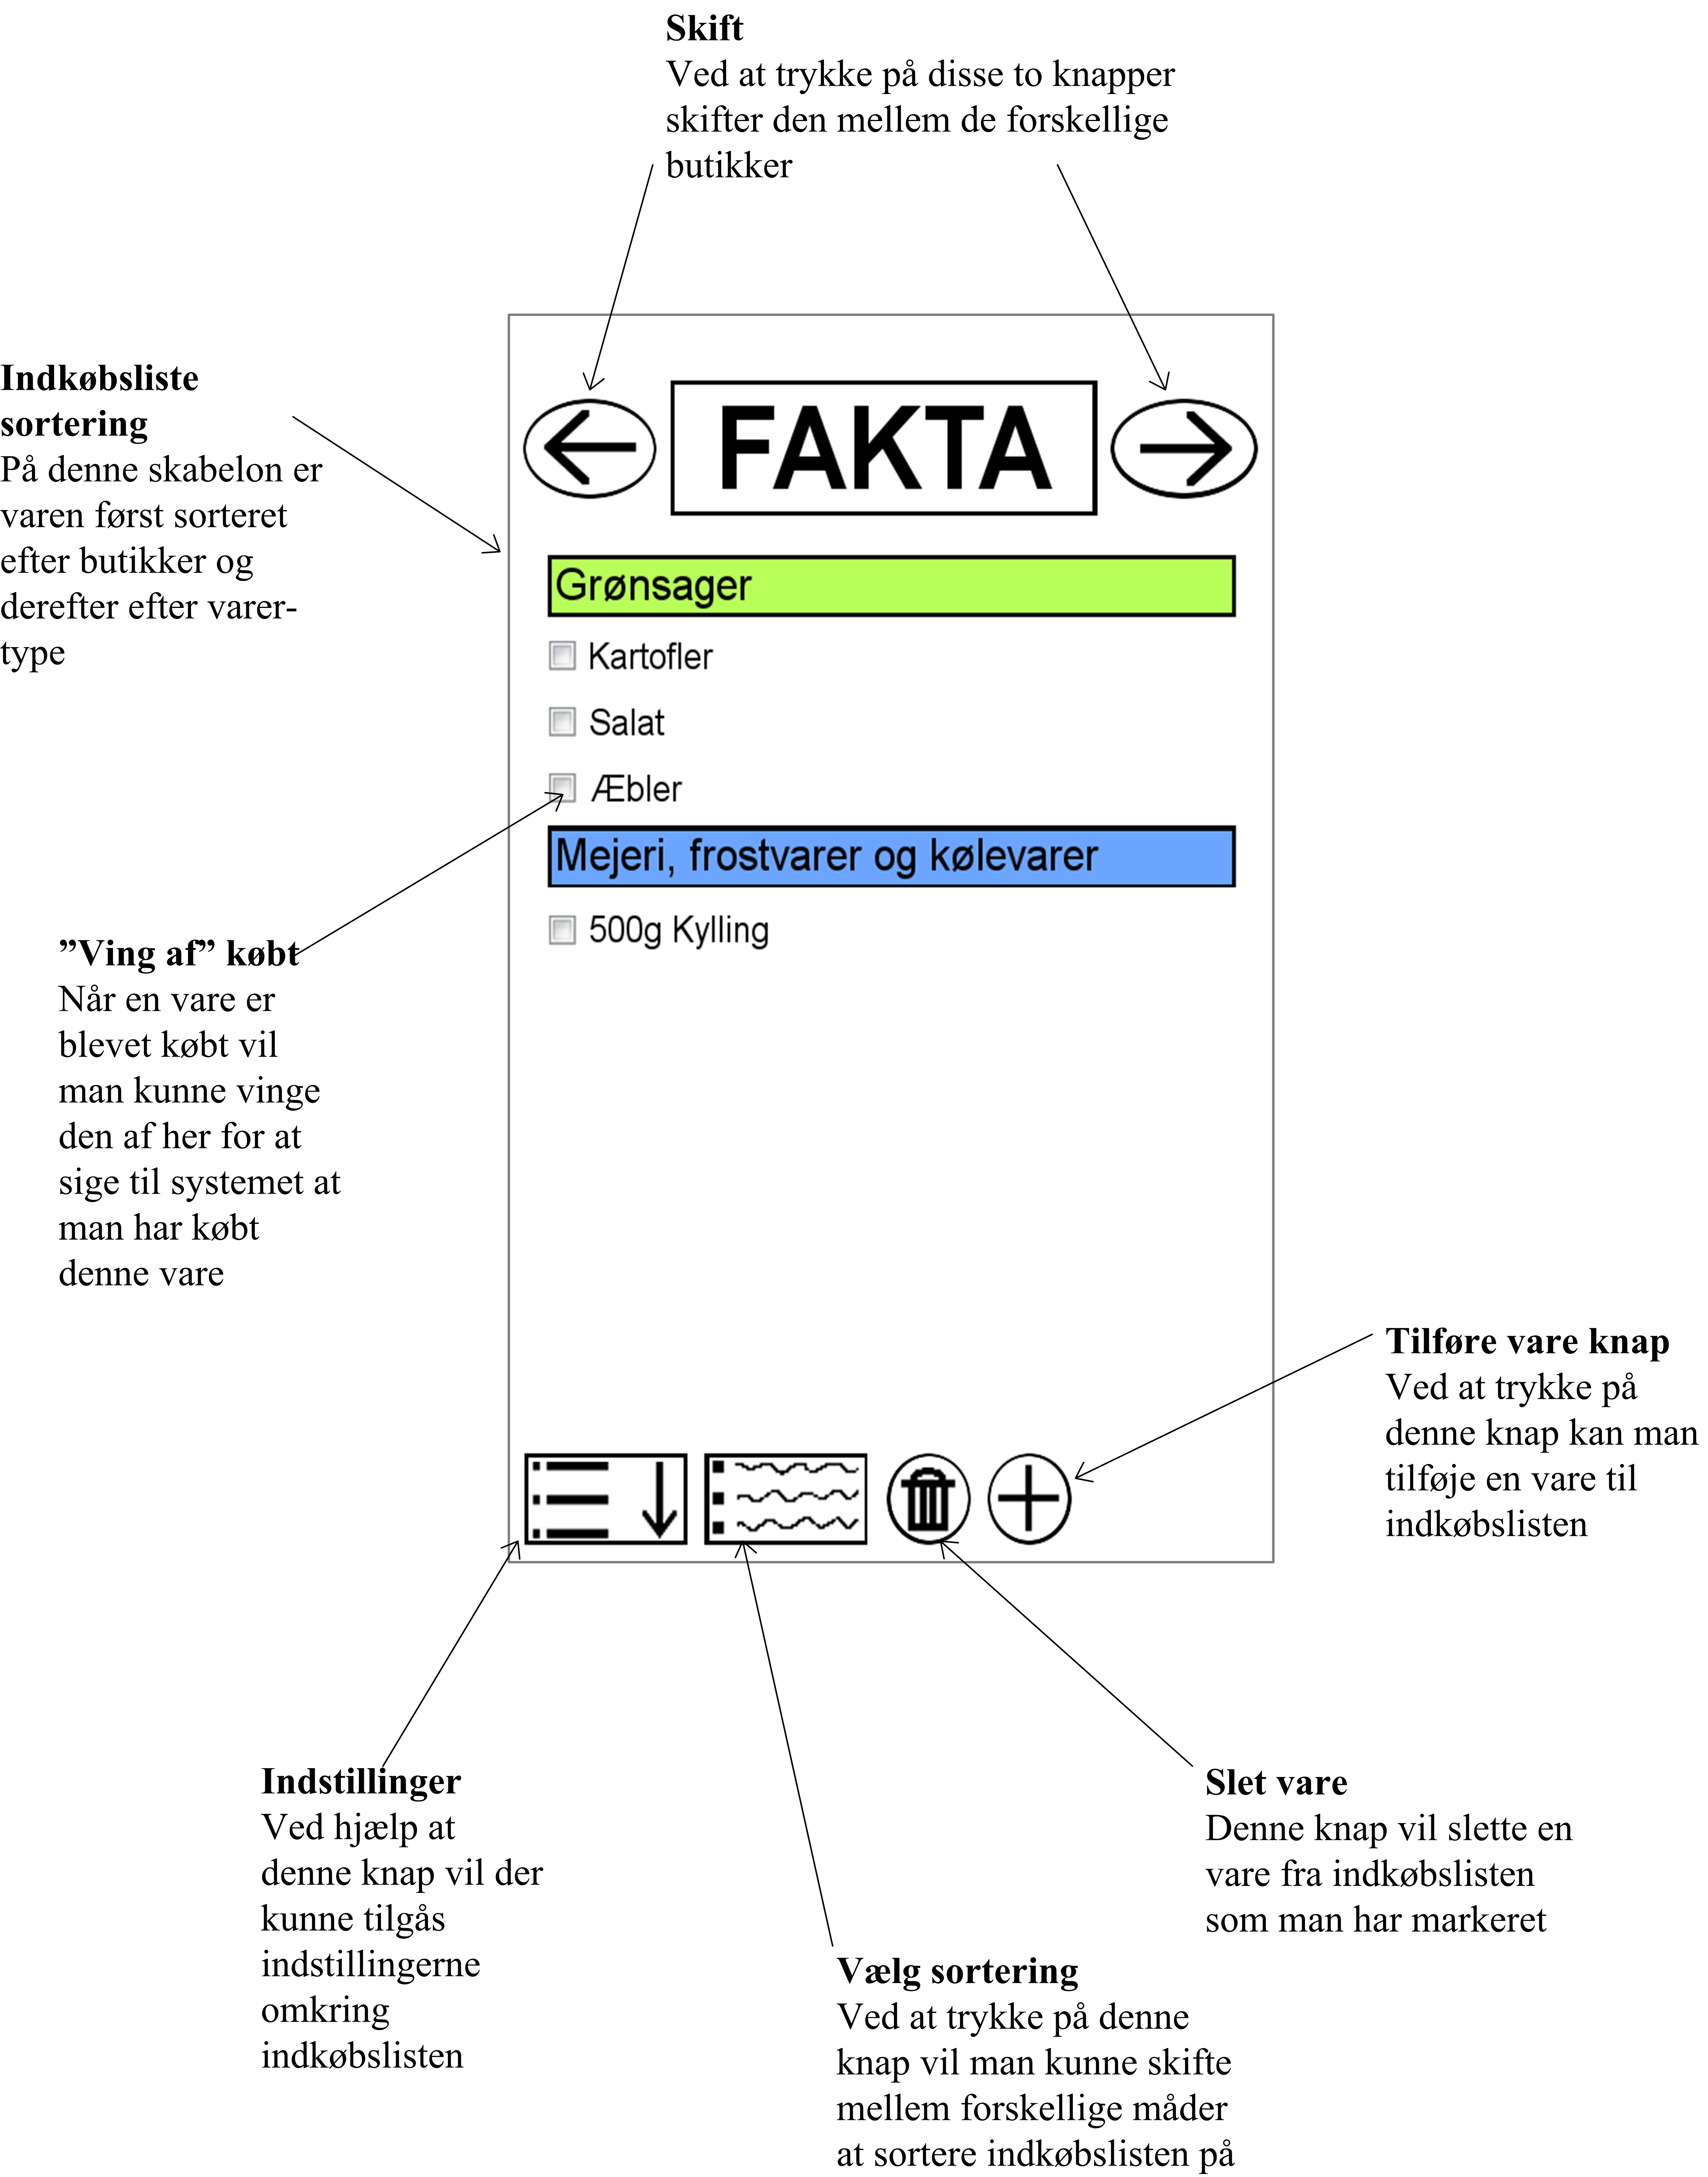 Skift
Ved at trykke på disse to knapper
skifter den mellem de forskellige
butikker
Indkøbsliste
sortering
På denne skabelon er
varen først sorteret
efter butikker og
derefter efter varer-
type
FAKTA
Grønsager
Kartofler
Salat
Æbler
Mejeri, frostvarer og kølevarer
500g Kylling
”Ving af” købt
Når en vare er
blevet købt vil
man kunne vinge
den af her for at
sige til systemet at
man har købt
denne vare
Tilføre vare knap
Ved at trykke på
denne knap kan man
tilføje en vare til
indkøbslisten
Indstillinger
Ved hjælp at
denne knap vil der
kunne tilgås
indstillingerne
omkring
indkøbslisten
Vælg sortering
Ved at trykke på denne
knap vil man kunne skifte
mellem forskellige måder
at sortere indkøbslisten på
Slet vare
Denne knap vil slette en
vare fra indkøbslisten
som man har markeret